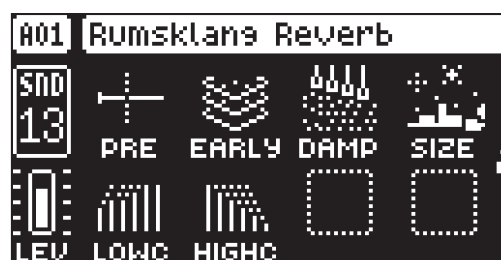 A01 Rumsklang Reverb
SND
13
PRE EARLY DAMP SIZE
LEV LOWC HIGHC